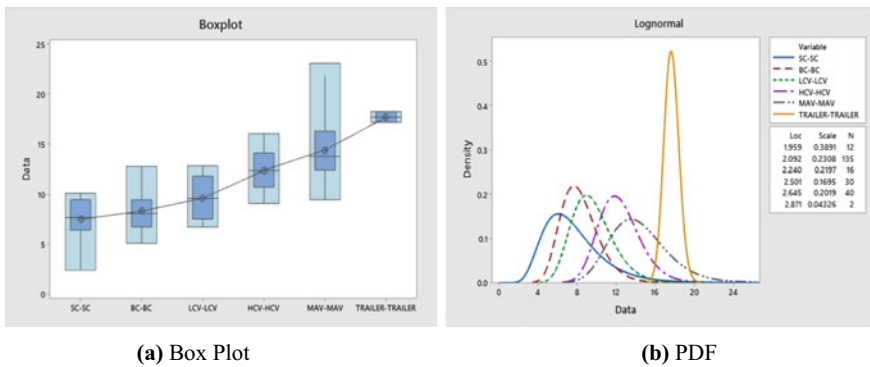 Boxplot
25
20
15
10
5
0
Data
SC-SC BC-BC LCV-LCV HCV-HCV MAV-MAV TRAILER-TRAILER
(a) Box Plot
Lognormal
0.5
0.4
0.3
0.2
0.1
0.0
Density
0 4 8 12 16 20 24
Data
Variable
SC-SC
BC-BC
LCV-LCV
HCV-HCV
MAV-MAV
TRAILER-TRAILER
Loc Scale N
1.959 0.3891 12
2.092 0.2308 135
2.240 0.2197 16
2.501 0.1695 30
2.645 0.2019 40
2.871 0.04326 2
(b) PDF